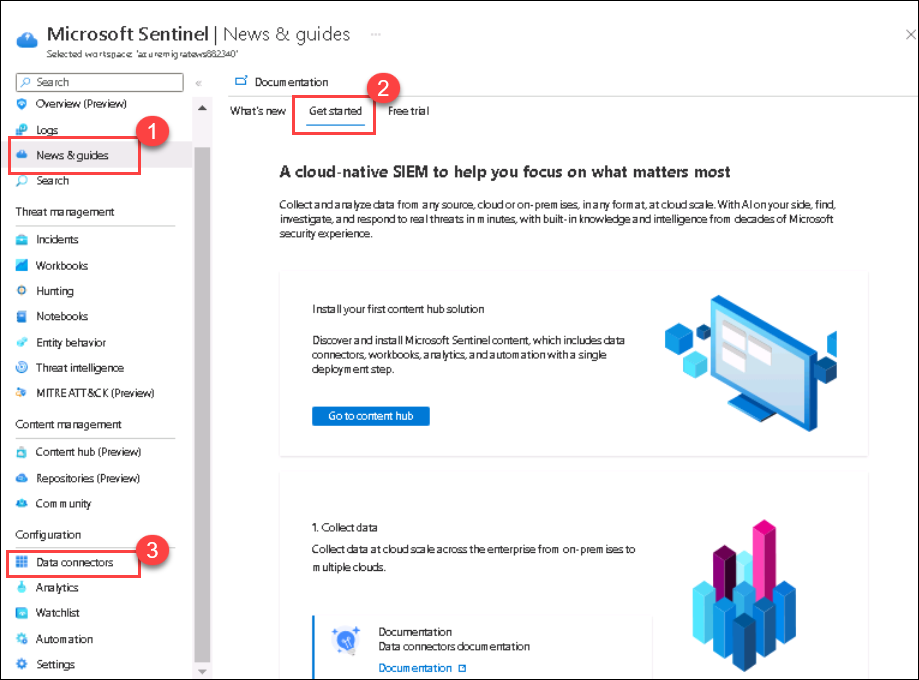 Microsoft Sentinel | News & guides ...
Selected workspace: 'azuremigratews882340'
Search
«
Overview (Preview)
Logs
1
News & guides
Search
Threat management
Incidents
Workbooks
Hunting
Notebooks
Entity behavior
Threat intelligence
MITRE ATT&CK (Preview)
Content management
Content hub (Preview)
Repositories (Preview)
Community
Configuration
3
Data connectors
Analytics
Watchlist
Automation
Settings
Documentation
2
What's new Get started Free trial
A cloud-native SIEM to help you focus on what matters most
Collect and analyze data from any source, cloud or on-premises, in any format, at cloud scale. With AI on your side, find,
investigate, and respond to real threats in minutes, with built-in knowledge and intelligence from decades of Microsoft
security experience.
Install your first content hub solution
Discover and install Microsoft Sentinel content, which includes data
connectors, workbooks, analytics, and automation with a single
deployment step.
Go to content hub
1. Collect data
Collect data at cloud scale across the enterprise from on-premises to
multiple clouds.
Documentation
Data connectors documentation
Documentation